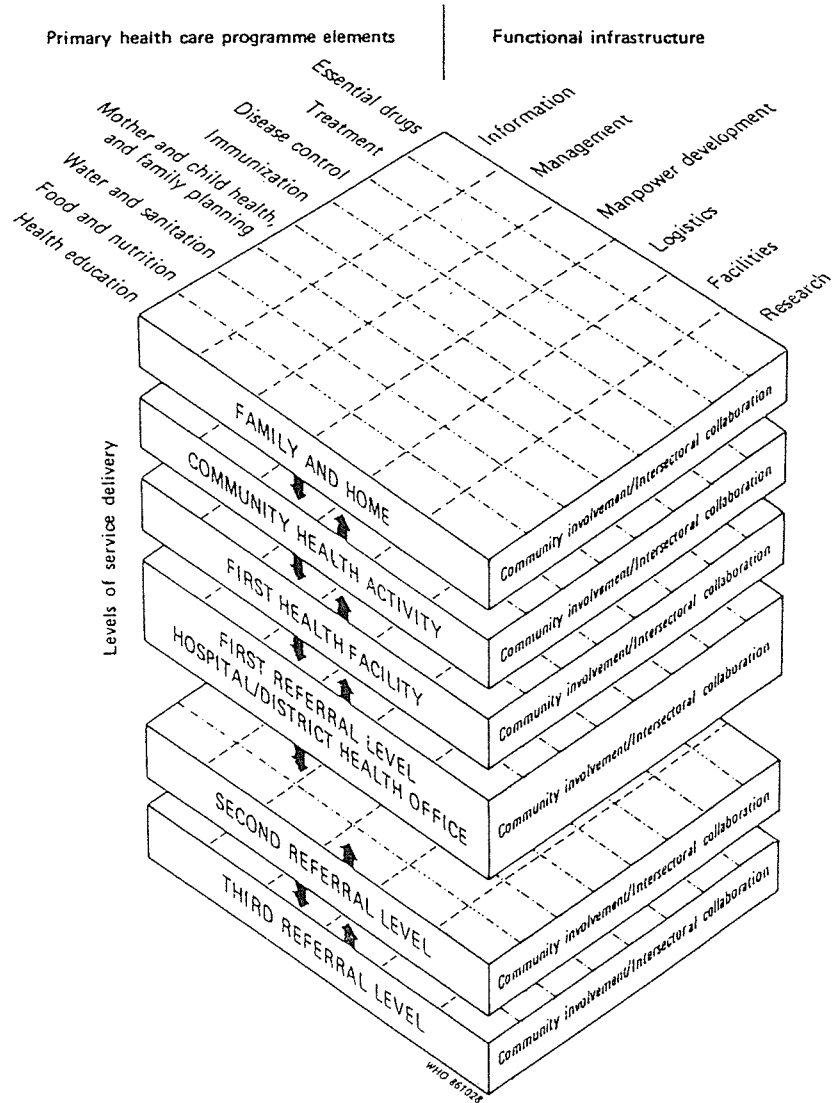 Primary health care programme elements
Functional infrastructure
Essential drugs
Treatment
Disease control
Immunization
Mother and child health,
and family planning
Water and sanitation
Food and nutrition
Health education
Information
Management
Manpower development
Logistics
Facilities
Research
Levels of service delivery
FAMILY AND HOME
Community involvement/Intersectoral collaboration
COMMUNITY HEALTH ACTIVITY
Community involvement/Intersectoral collaboration
FIRST HEALTH FACILITY
Community involvement/Intersectoral collaboration
FIRST REFERRAL LEVEL
HOSPITAL/DISTRICT HEALTH OFFICE
Community involvement/Intersectoral collaboration
SECOND REFERRAL LEVEL
Community involvement/Intersectoral collaboration
THIRD REFERRAL LEVEL
Community involvement/Intersectoral collaboration
WHO 861028